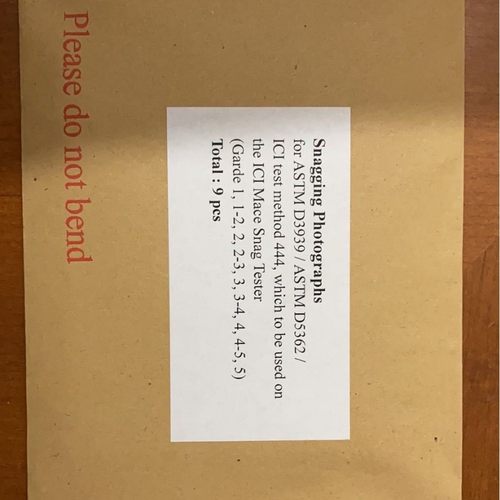 Snagging Photographs
for ASTM D3939 / ASTM D5362 /
ICI test method 444, which to be used on
the ICI Mace Snag Tester
(Garde 1, 1-2, 2, 2-3, 3, 3-4, 4, 4-5, 5)
Total : 9 pcs
Please do not bend